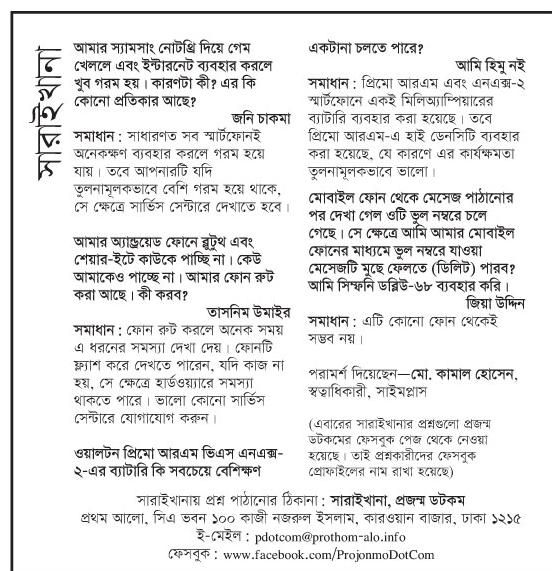 সারাইখানা
আমার স্যামসাং নোটথ্রি দিয়ে গেম
খেললে এবং ইন্টারনেট ব্যবহার করলে
খুব গরম হয়। কারণটা কী? এর কি
কোনো প্রতিকার আছে?
জনি চাকমা
সমাধান : সাধারণত সব স্মার্টফোনই
অনেকক্ষণ ব্যবহার করলে গরম হয়ে
যায়। তবে আপনারটি যদি
তুলনামূলকভাবে বেশি গরম হয়ে থাকে,
সে ক্ষেত্রে সার্ভিস সেন্টারে দেখাতে হবে।
আমার অ্যান্ড্রয়েড ফোনে ব্লুটুথ এবং
শেয়ার-ইটে কাউকে পাচ্ছি না। কেউ
আমাকেও পাচ্ছে না। আমার ফোন রুট
করা আছে। কী করব?
তাসনিম উমাইর
সমাধান : ফোন রুট করলে অনেক সময়
এ ধরনের সমস্যা দেখা দেয়। ফোনটি
ফ্ল্যাশ করে দেখতে পারেন, যদি কাজ না
হয়, সে ক্ষেত্রে হার্ডওয়্যারে সমস্যা
থাকতে পারে। ভালো কোনো সার্ভিস
সেন্টারে যোগাযোগ করুন।
ওয়ালটন প্রিমো আরএম ভিএস এনএক্স-
২-এর ব্যাটারি কি সবচেয়ে বেশিক্ষণ
একটানা চলতে পারে?
আমি হিমু নই
সমাধান : প্রিমো আরএম এবং এনএক্স-২
স্মার্টফোনে একই মিলিঅ্যাম্পিয়ারের
ব্যাটারি ব্যবহার করা হয়েছে। তবে
প্রিমো আরএম-এ হাই ডেনসিটি ব্যবহার
করা হয়েছে, যে কারণে এর কার্যক্ষমতা
তুলনামূলকভাবে ভালো।
মোবাইল ফোন থেকে মেসেজ পাঠানোর
পর দেখা গেল ওটি ভুল নম্বরে চলে
গেছে। সে ক্ষেত্রে আমি আমার মোবাইল
ফোনের মাধ্যমে ভুল নম্বরে যাওয়া
মেসেজটি মুছে ফেলতে (ডিলিট) পারব?
আমি সিম্ফনি ডব্লিউ-৬৮ ব্যবহার করি।
জিয়া উদ্দিন
সমাধান : এটি কোনো ফোন থেকেই
সম্ভব নয়।
পরামর্শ দিয়েছেন—মো. কামাল হোসেন,
স্বত্বাধিকারী, সাইমপ্লাস
(এবারের সারাইখানার প্রশ্নগুলো প্রজন্ম
ডটকমের ফেসবুক পেজ থেকে নেওয়া
হয়েছে। তাই প্রশ্নকারীদের ফেসবুক
প্রোফাইলের নাম রাখা হয়েছে)
সারাইখানায় প্রশ্ন পাঠানোর ঠিকানা : সারাইখানা, প্রজন্ম ডটকম
প্রথম আলো, সিএ ভবন ১০০ কাজী নজরুল ইসলাম, কারওয়ান বাজার, ঢাকা ১২১৫
ই-মেইল : pdotcom@prothom-alo.info
ফেসবুক : www.facebook.com/ProjonmoDotCom